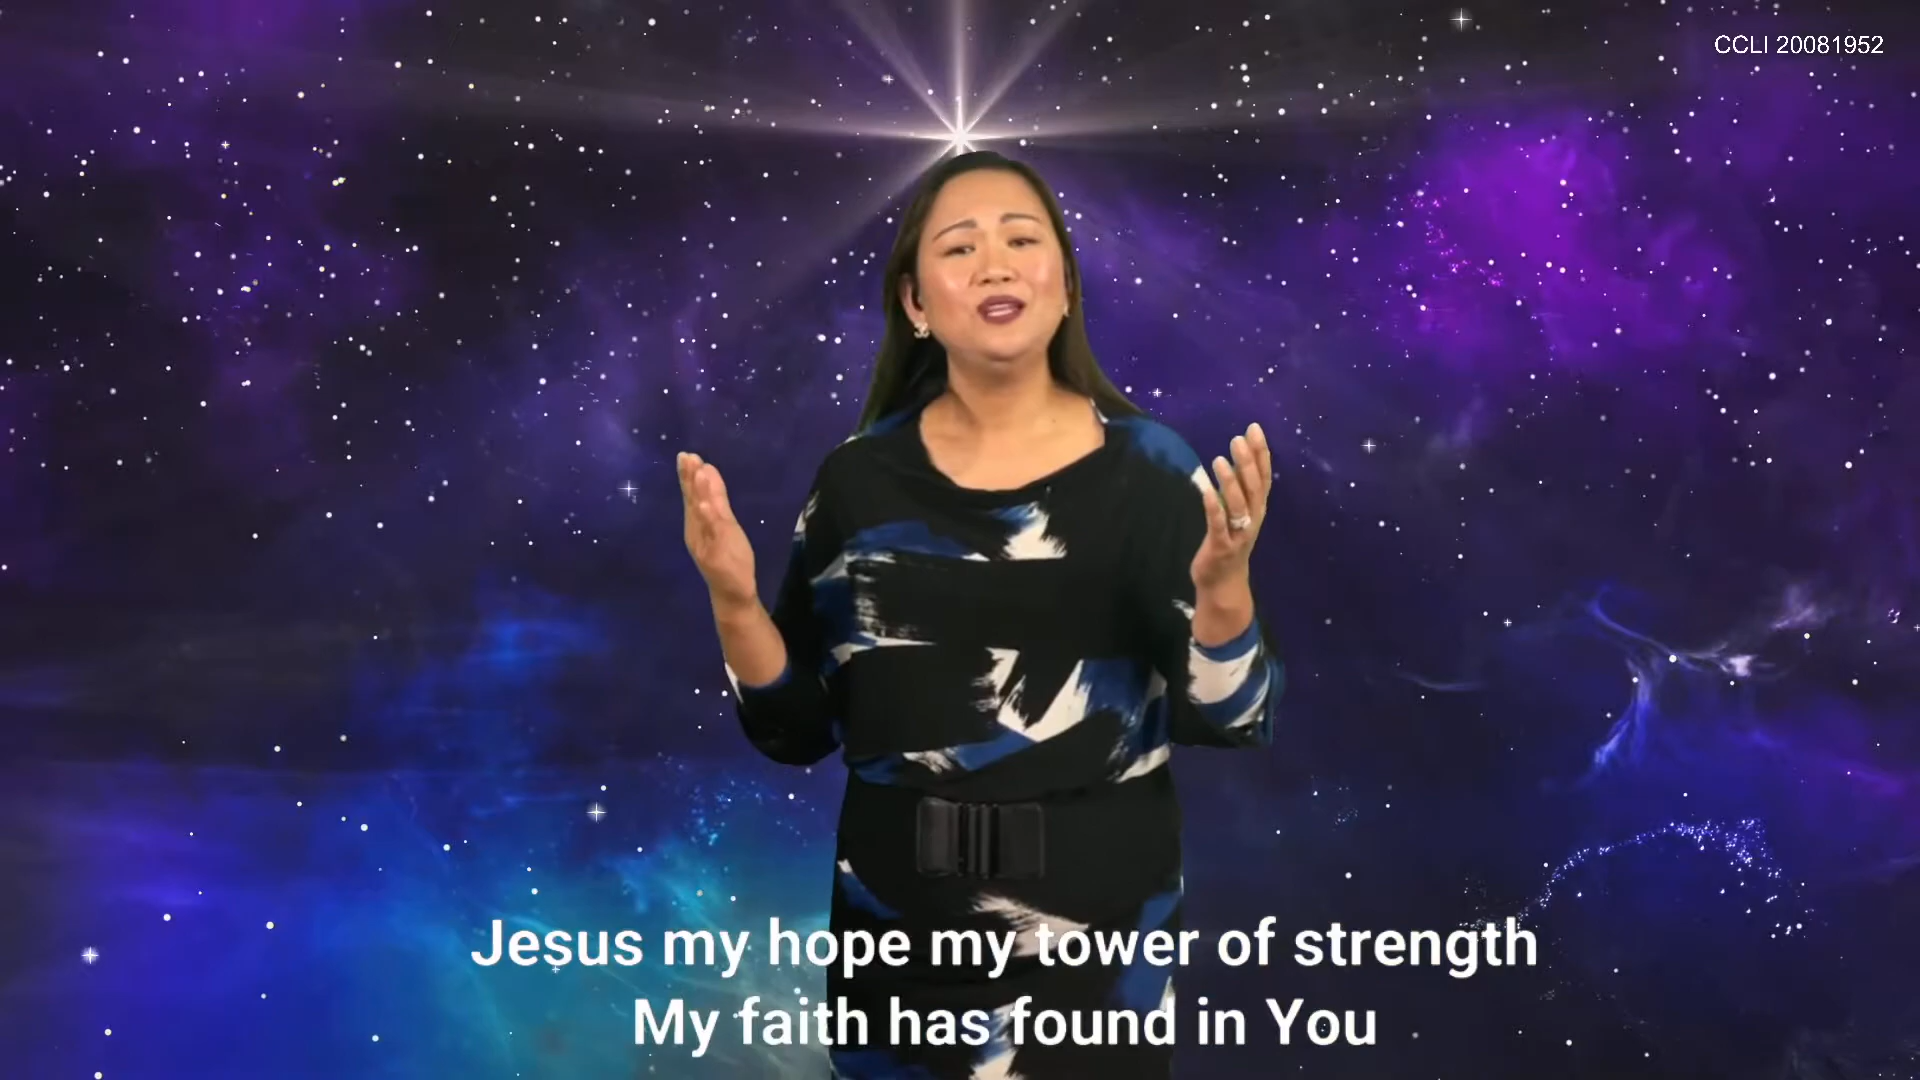 CCLI 20081952
Jesus my hope my tower of strength
My faith has found in You